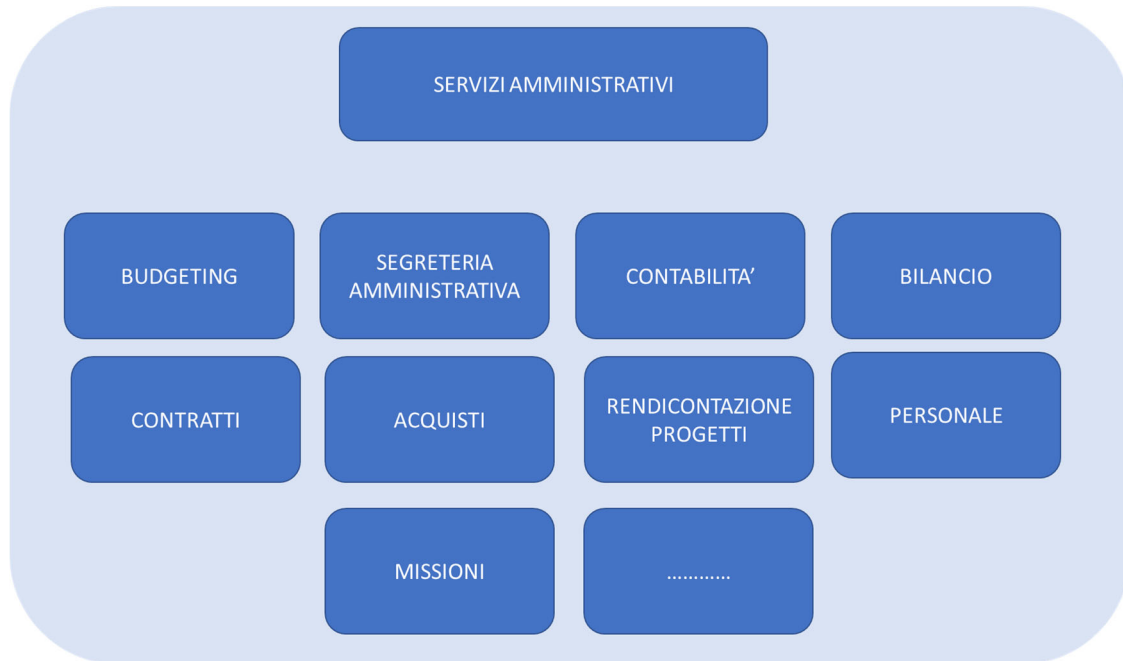 SERVIZI AMMINISTRATIVI
BUDGETING
SEGRETERIA
AMMINISTRATIVA
CONTABILITA’
BILANCIO
CONTRATTI
ACQUISTI
RENDICONTAZIONE
PROGETTI
PERSONALE
MISSIONI
…………